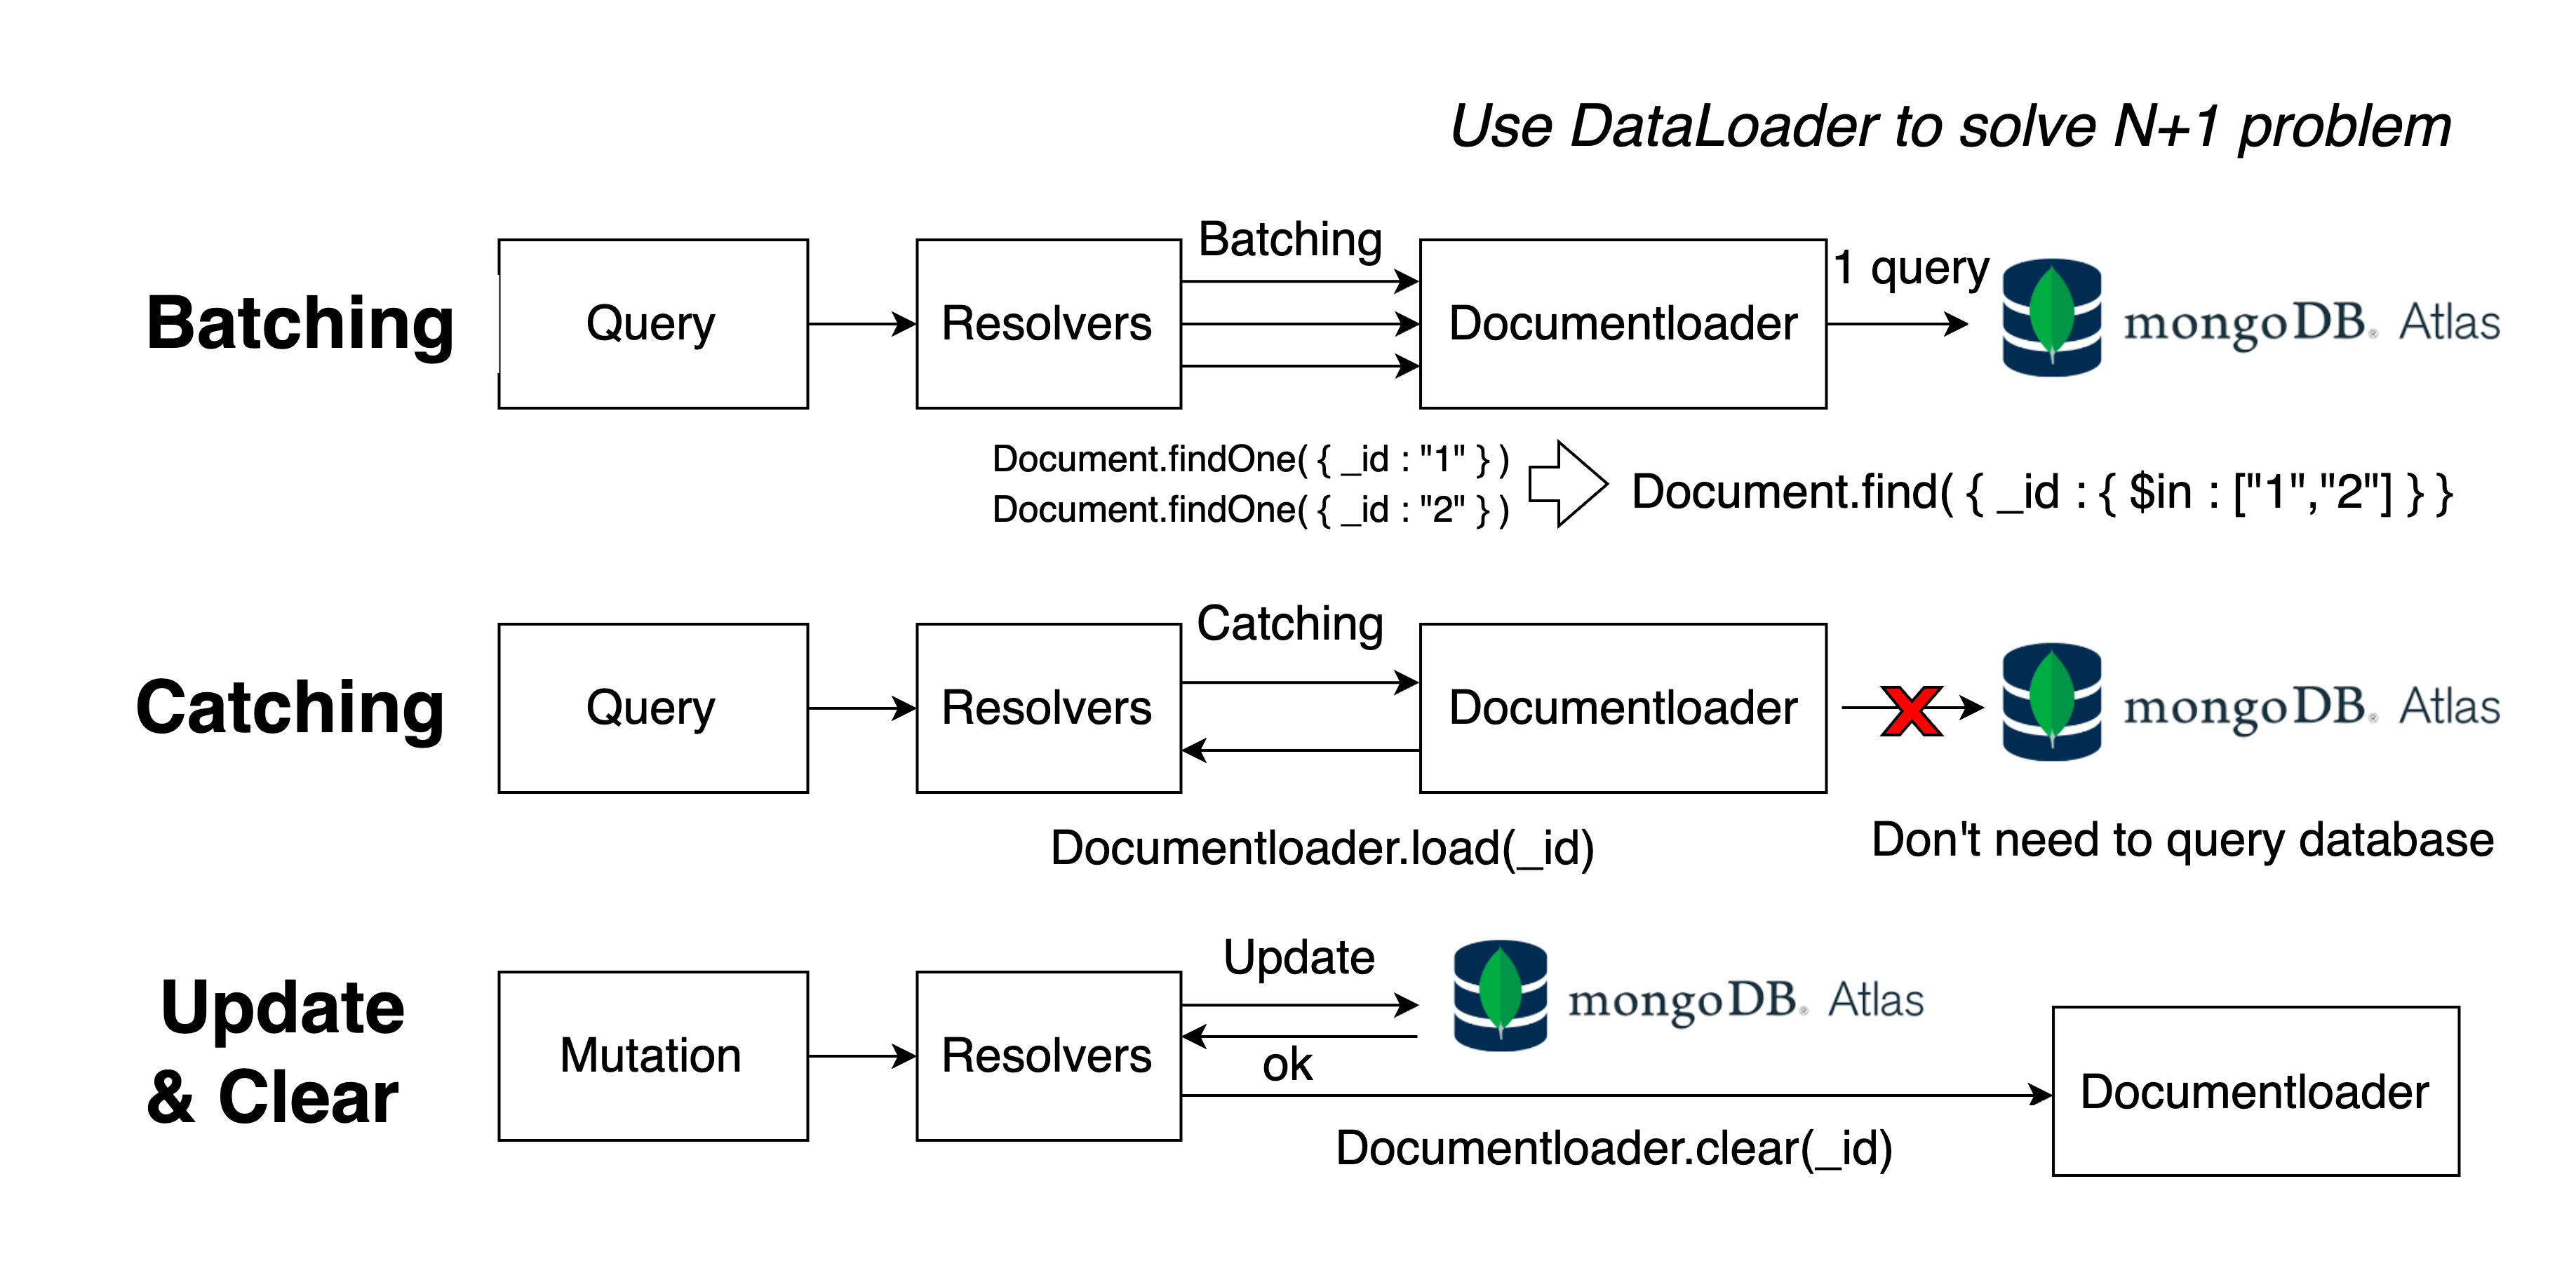 Use DataLoader to solve N+1 problem
Batching
Query
Resolvers
Batching
Documentloader
1 query
mongoDB® Atlas
Document.findOne( { _id : "1" } )
Document.findOne( { _id : "2" } )
Document.find( { _id : { $in : ["1","2"] } }
Catching
Query
Resolvers
Catching
Documentloader
mongoDB® Atlas
Documentloader.load(_id)
Don't need to query database
Update
& Clear
Mutation
Resolvers
Update
ok
mongoDB® Atlas
Documentloader.clear(_id)
Documentloader